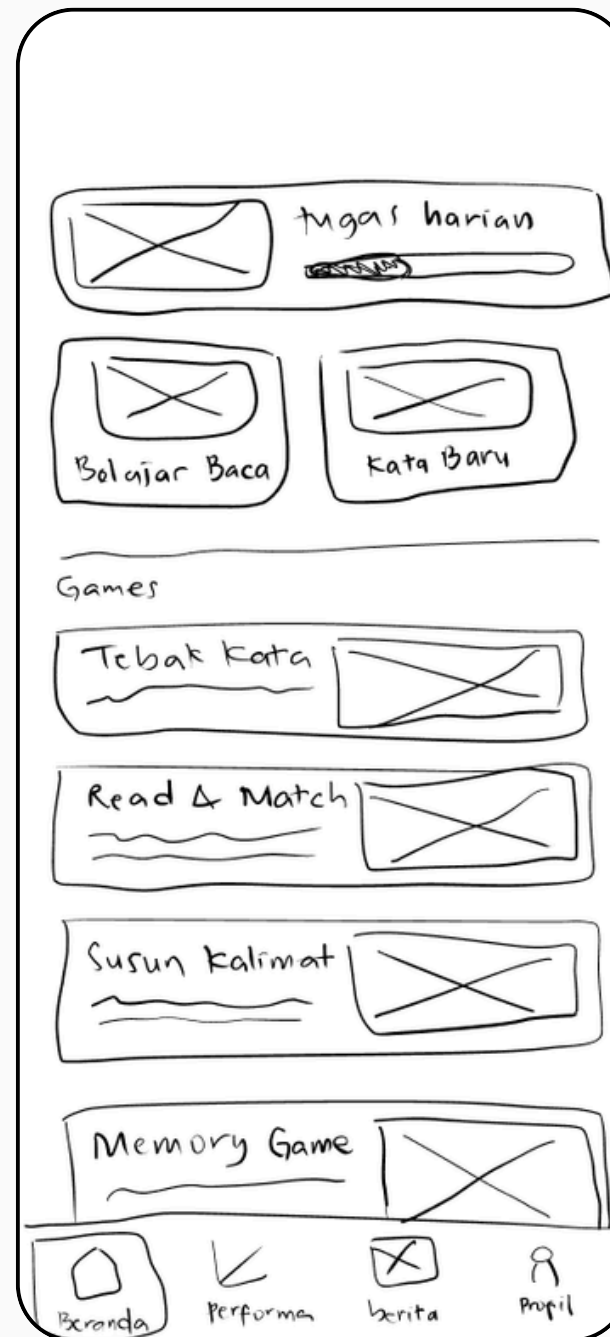 tugas harian
Belajar Baca
Kata Baru
Games
Tebak Kata
Read & Match
Susun Kalimat
Memory Game
Beranda
Performa
berita
Profil